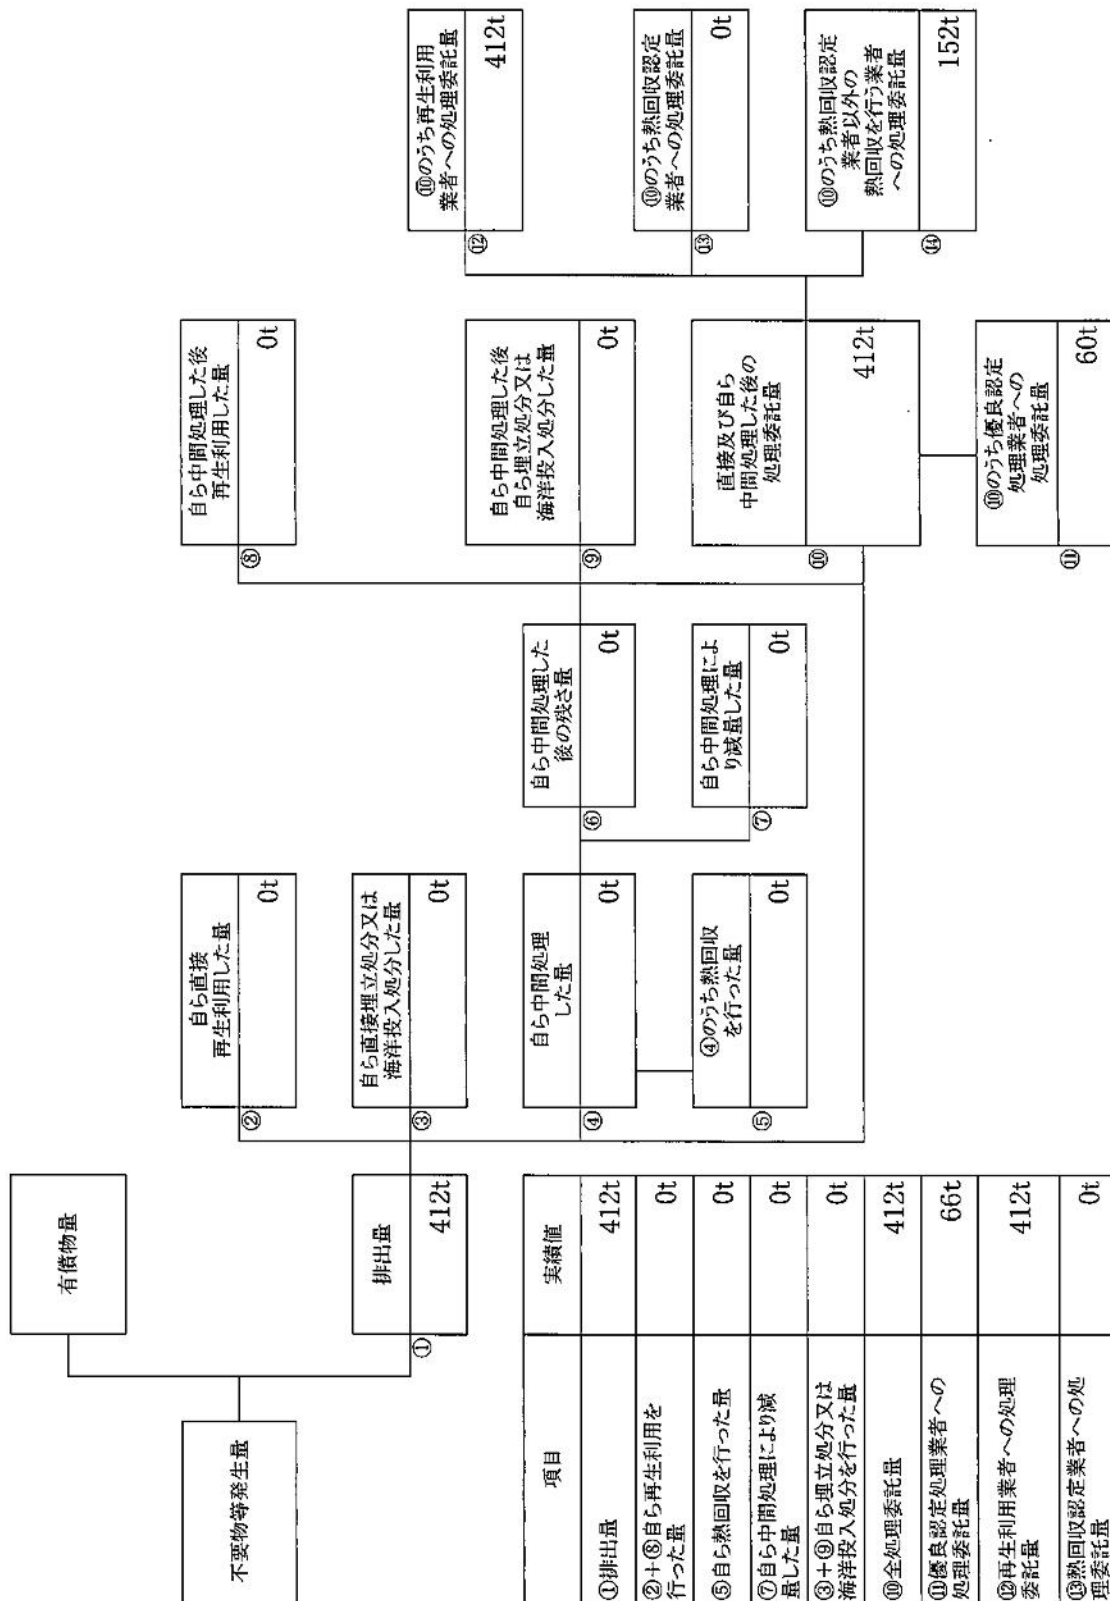 不要物等発生量
有償物量
排出量
①
412t
自ら直接
再生利用した量
②
0t
自ら直接埋立処分又は
海洋投入処分した量
③
0t
自ら中間処理
した量
④
0t
④のうち熱回収
を行った量
⑤
0t
自ら中間処理した
後の残さ量
⑥
0t
自ら中間処理によ
り減量した量
⑦
0t
自ら中間処理した後
再生利用した量
⑧
0t
自ら中間処理した後
自ら埋立処分又は
海洋投入処分した量
⑨
0t
直接及び自ら
中間処理した後の
処理委託量
⑩
412t
⑩のうち優良認定
処理業者への
処理委託量
⑪
60t
⑩のうち再生利用
業者への処理委託量
⑫
412t
⑩のうち熱回収認定
業者への処理委託量
⑬
0t
⑩のうち熱回収認定
業者以外の
熱回収を行う業者
への処理委託量
⑭
152t
項目 実績値
①排出量 412t
②+⑧自ら再生利用を
行った量 0t
⑤自ら熱回収を行った量 0t
⑦自ら中間処理により減
量した量 0t
③+⑨自ら埋立処分又は
海洋投入処分を行った量 0t
⑩全処理委託量 412t
⑪優良認定処理業者への
処理委託量 66t
⑫再生利用業者への処理
委託量 412t
⑬熱回収認定業者への処
理委託量 0t